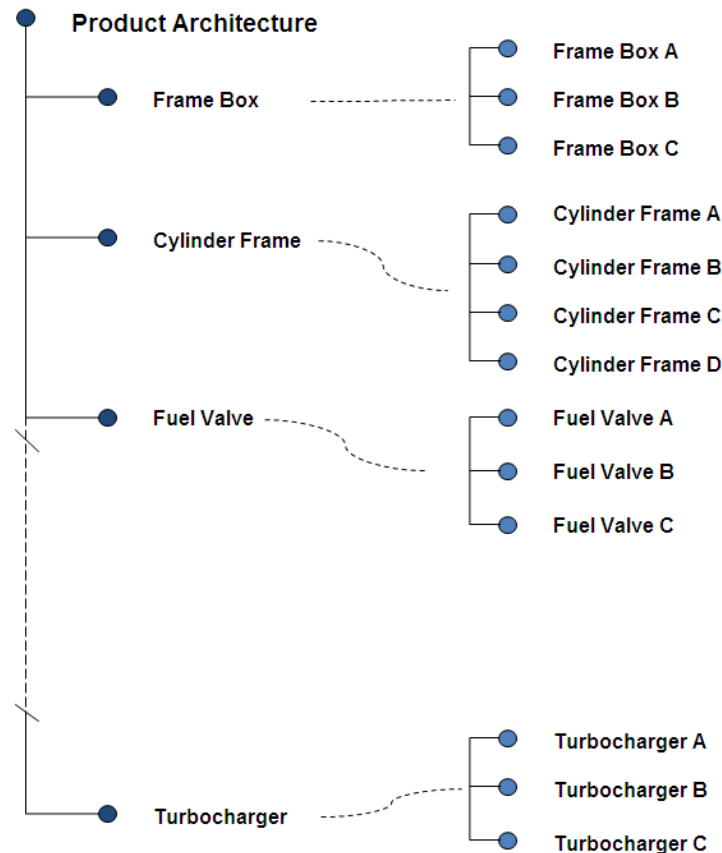 Product Architecture
Frame Box
Frame Box A
Frame Box B
Frame Box C
Cylinder Frame
Cylinder Frame A
Cylinder Frame B
Cylinder Frame C
Cylinder Frame D
Fuel Valve
Fuel Valve A
Fuel Valve B
Fuel Valve C
Turbocharger
Turbocharger A
Turbocharger B
Turbocharger C